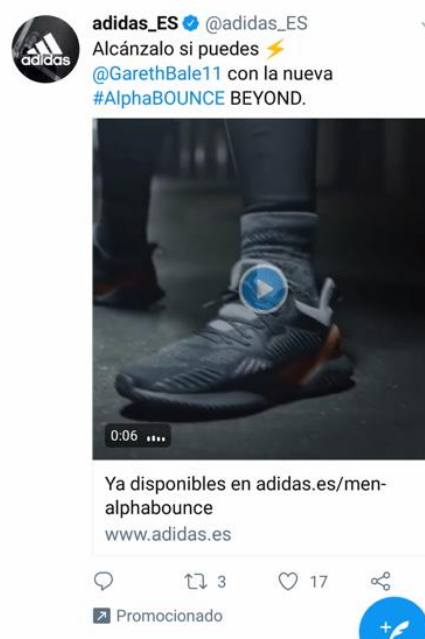 adidas
adidas_ES @adidas_ES
Alcánzalo si puedes ⚡
@GarethBale11 con la nueva
#AlphaBOUNCE BEYOND.
0:06
Ya disponibles en adidas.es/men-
alphabounce
www.adidas.es
3 17
Promocionado